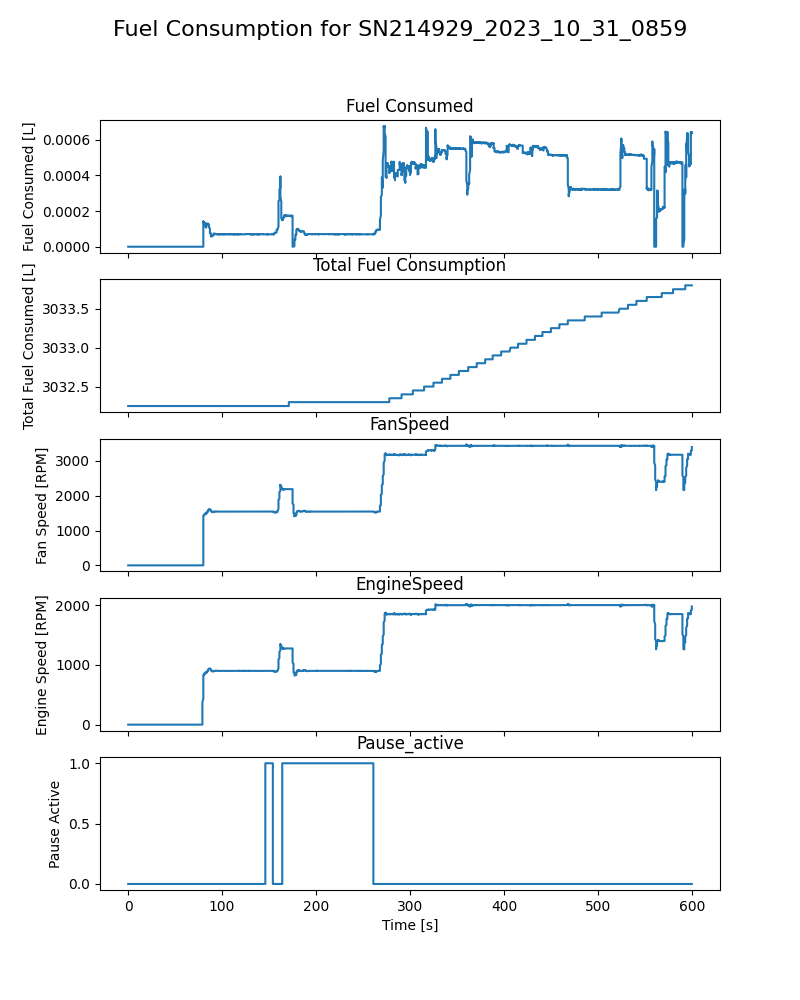 Fuel Consumption for SN214929_2023_10_31_0859
Fuel Consumed
Fuel Consumed [L]
0.0006
0.0004
0.0002
0.0000
Total Fuel Consumption
Total Fuel Consumed [L]
3033.5
3033.0
3032.5
FanSpeed
Fan Speed [RPM]
3000
2000
1000
0
EngineSpeed
Engine Speed [RPM]
2000
1000
0
Pause_active
Pause Active
1.0
0.5
0.0
0 100 200 300 400 500 600
Time [s]